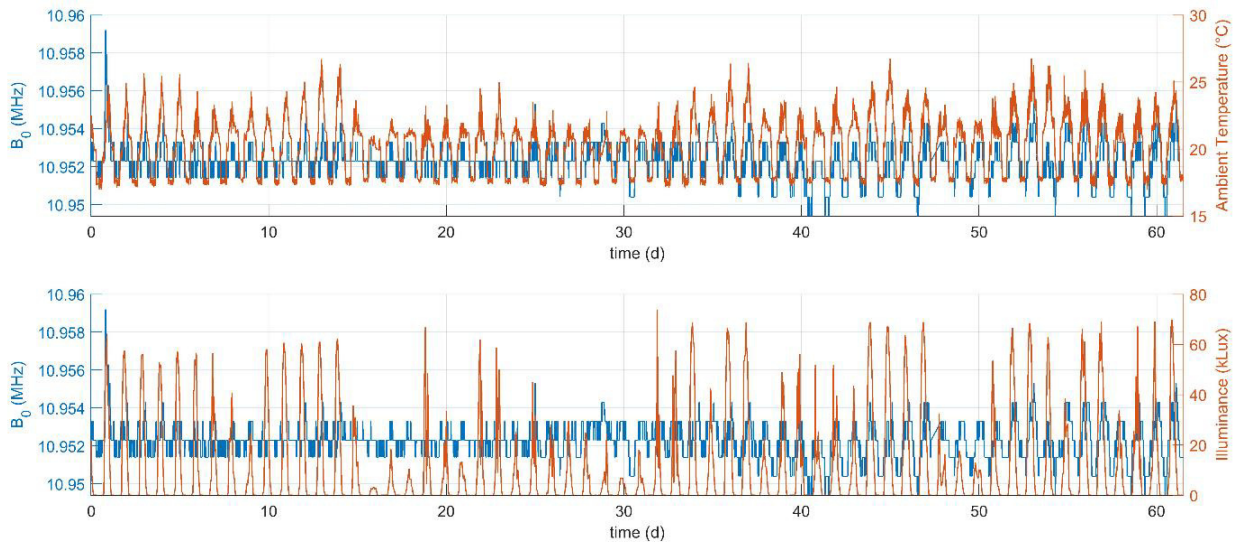 10.96
10.958
10.956
10.954
10.952
10.95
B0 (MHz)
30
25
20
15
Ambient Temperature (°C)
0 10 20 30 40 50 60
time (d)
10.96
10.958
10.956
10.954
10.952
10.95
B0 (MHz)
80
60
40
20
0
Illuminance (kLux)
0 10 20 30 40 50 60
time (d)